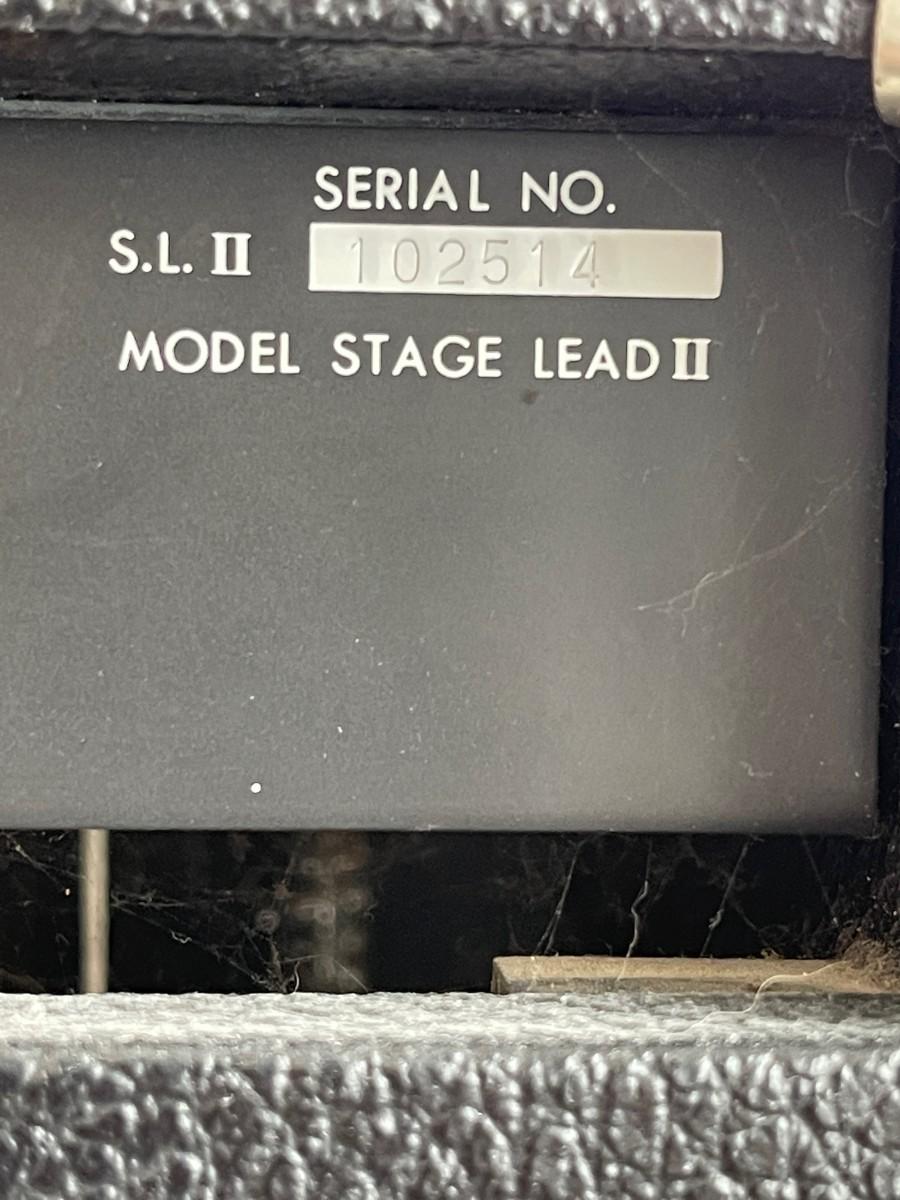 SERIAL NO.
S.L. II 102514
MODEL STAGE LEAD II